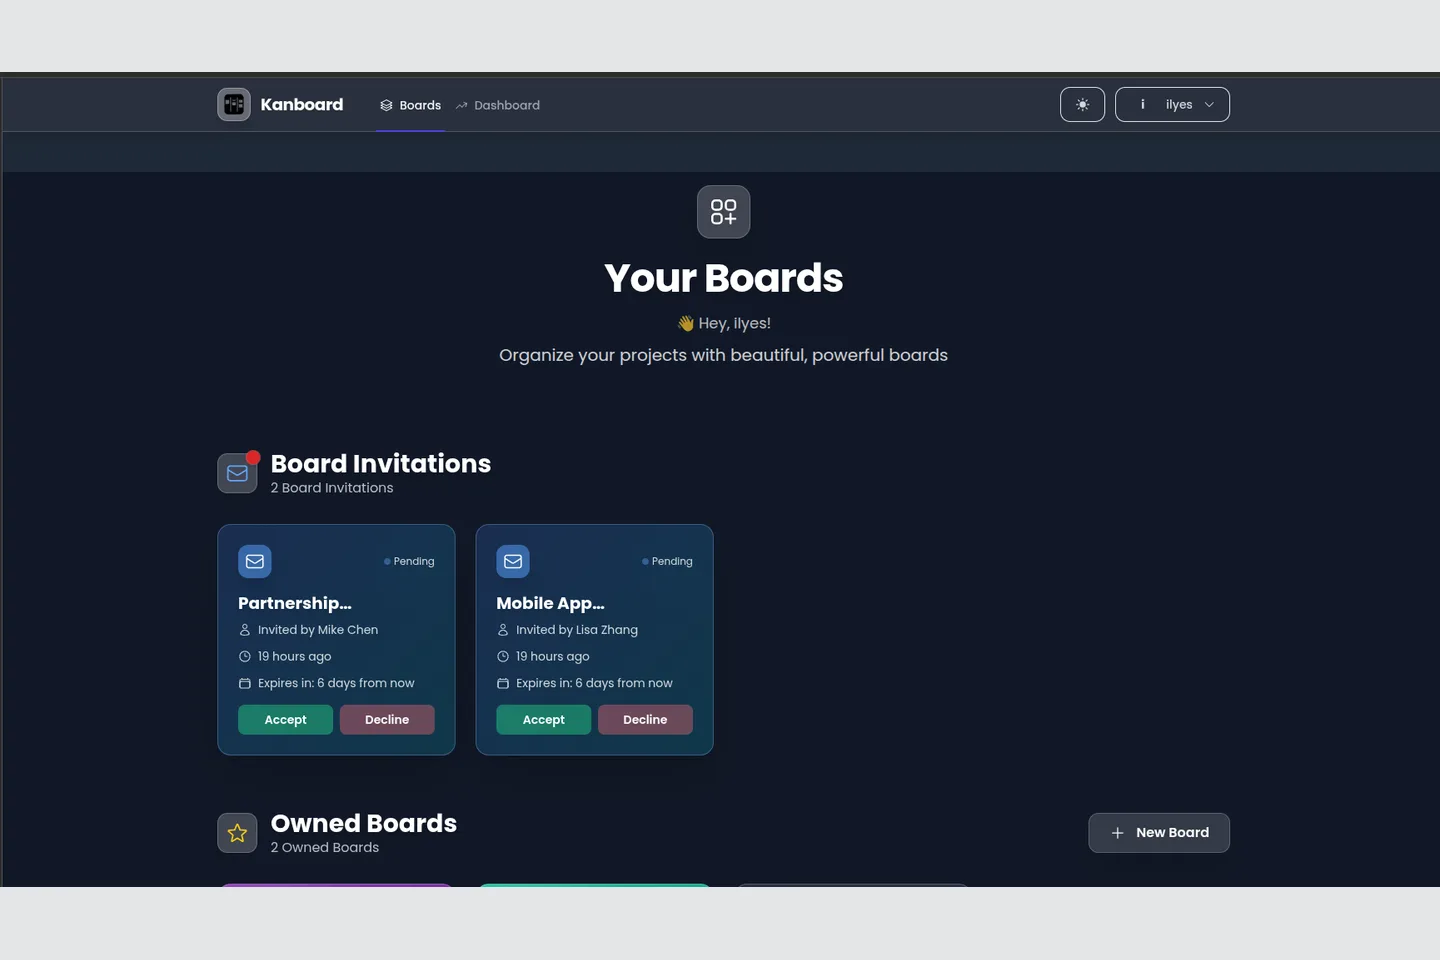 Kanboard
Boards
Dashboard
i
ilyes
Your Boards
👋 Hey, ilyes!
Organize your projects with beautiful, powerful boards
Board Invitations
2 Board Invitations
Pending
Partnership...
Invited by Mike Chen
19 hours ago
Expires in: 6 days from now
Accept
Decline
Pending
Mobile App...
Invited by Lisa Zhang
19 hours ago
Expires in: 6 days from now
Accept
Decline
Owned Boards
2 Owned Boards
New Board